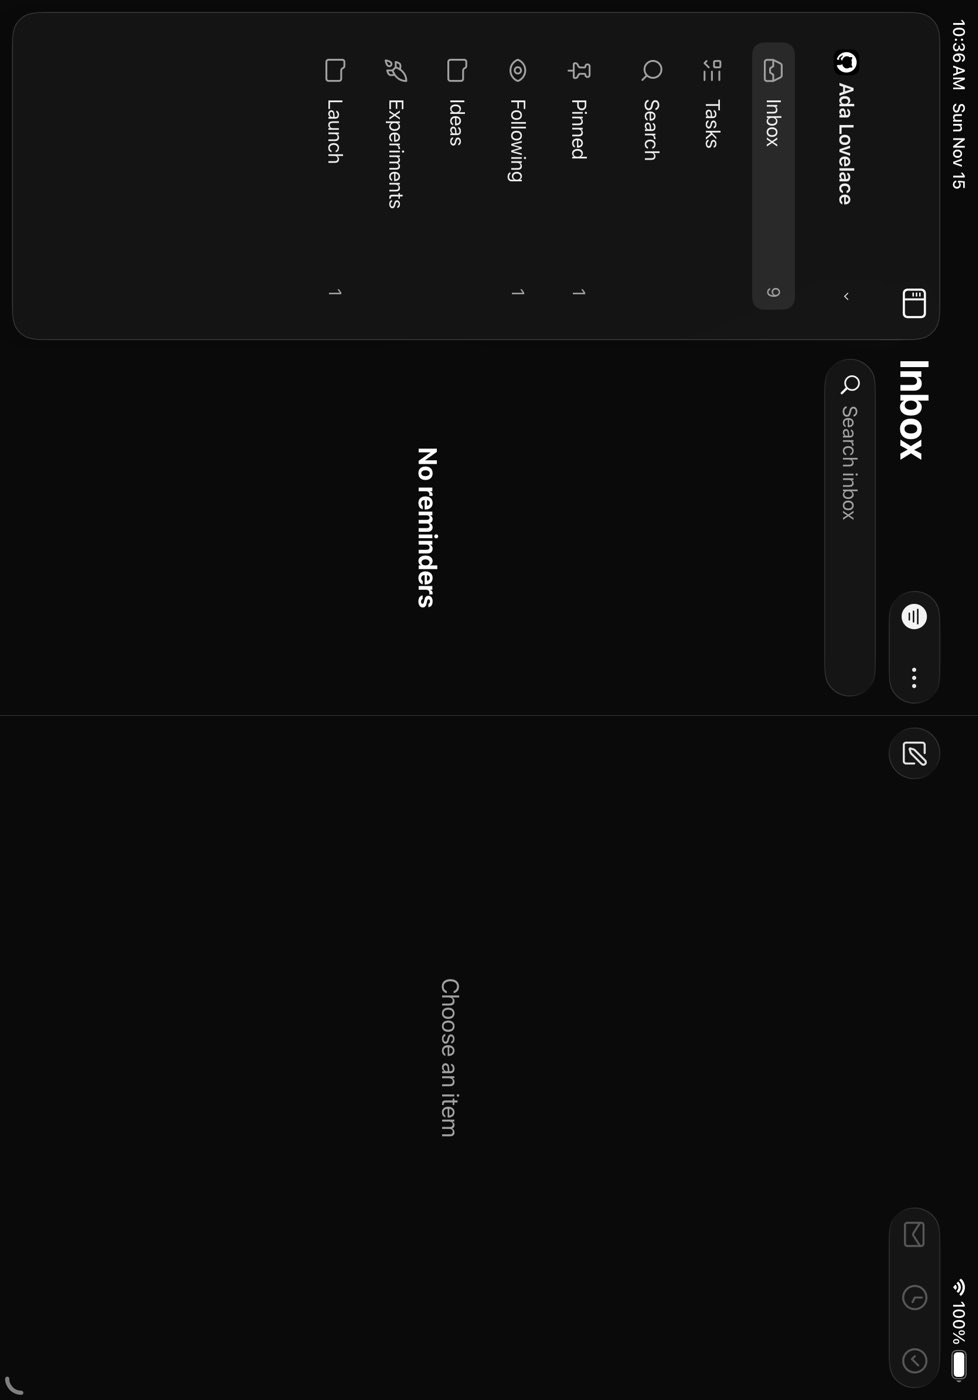 10:36 AM Sun Nov 15
100%
Ada Lovelace
Inbox 9
Tasks
Search
Pinned 1
Following 1
Ideas
Experiments
Launch 1
Inbox
Search inbox
No reminders
Choose an item